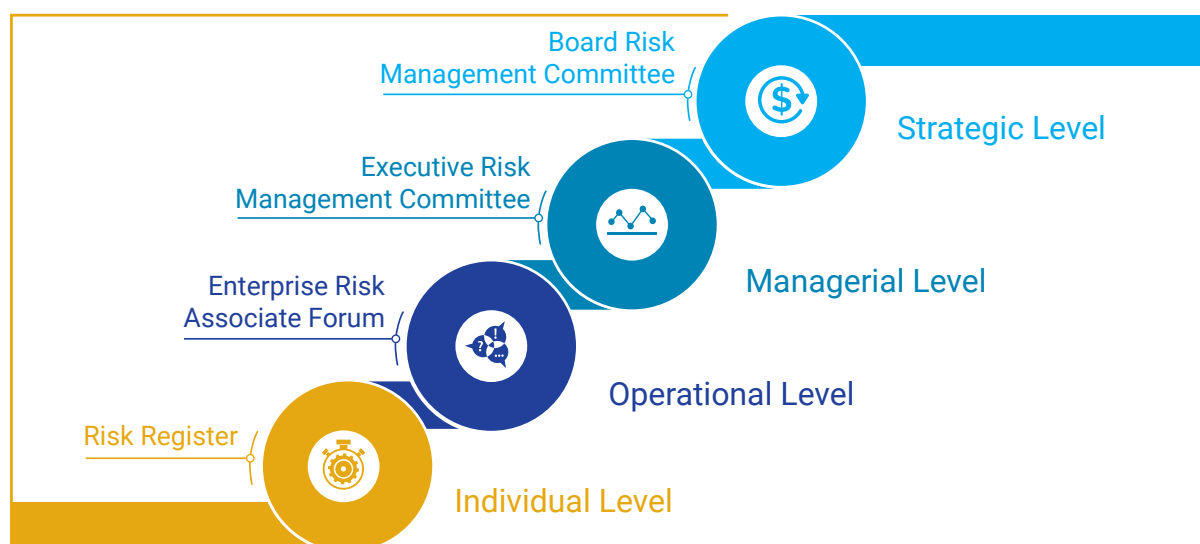 Board Risk
Management Committee
Strategic Level
Executive Risk
Management Committee
Managerial Level
Enterprise Risk
Associate Forum
Operational Level
Risk Register
Individual Level
$
?
!
...